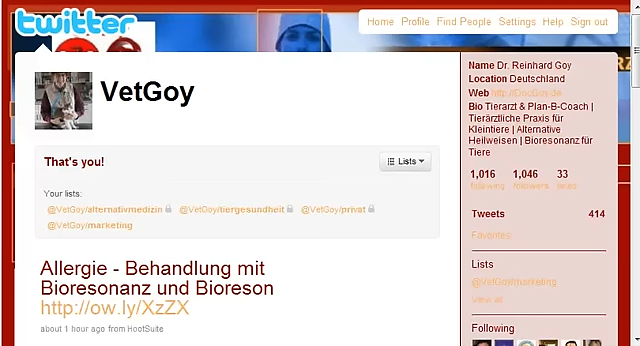 twitter
Home Profile Find People Settings Help Sign out
VetGoy
That's you!
Lists
Your lists:
@VetGoy/alternativmedizin @VetGoy/tiergesundheit @VetGoy/privat
@VetGoy/marketing
Allergie - Behandlung mit
Bioresonanz und Bioreson
http://ow.ly/XzZX
about 1 hour ago from HootSuite
Name Dr. Reinhard Goy
Location Deutschland
Web http://DocGoy.de
Bio Tierarzt & Plan-B-Coach |
Tierärztliche Praxis für
Kleintiere | Alternative
Heilweisen | Bioresonanz für
Tiere
1,016 1,046 33
following followers listed
Tweets 414
Favorites
Lists
@VetGoy/marketing
View all
Following